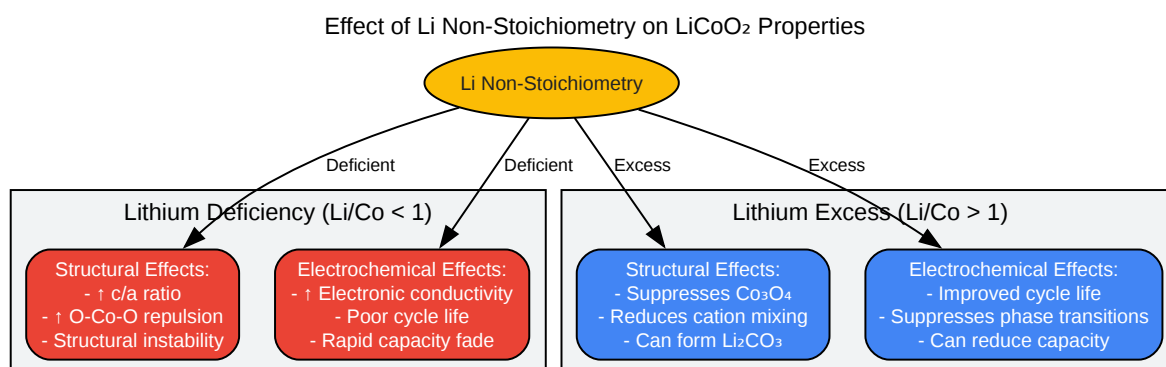 Effect of Li Non-Stoichiometry on LiCoO₂ Properties
Li Non-Stoichiometry
Deficient
Deficient
Excess
Excess
Lithium Deficiency (Li/Co < 1)
Structural Effects:
- ↑ c/a ratio
- ↑ O-Co-O repulsion
- Structural instability
Electrochemical Effects:
- ↑ Electronic conductivity
- Poor cycle life
- Rapid capacity fade
Lithium Excess (Li/Co > 1)
Structural Effects:
- Suppresses Co₃O₄
- Reduces cation mixing
- Can form Li₂CO₃
Electrochemical Effects:
- Improved cycle life
- Suppresses phase transitions
- Can reduce capacity